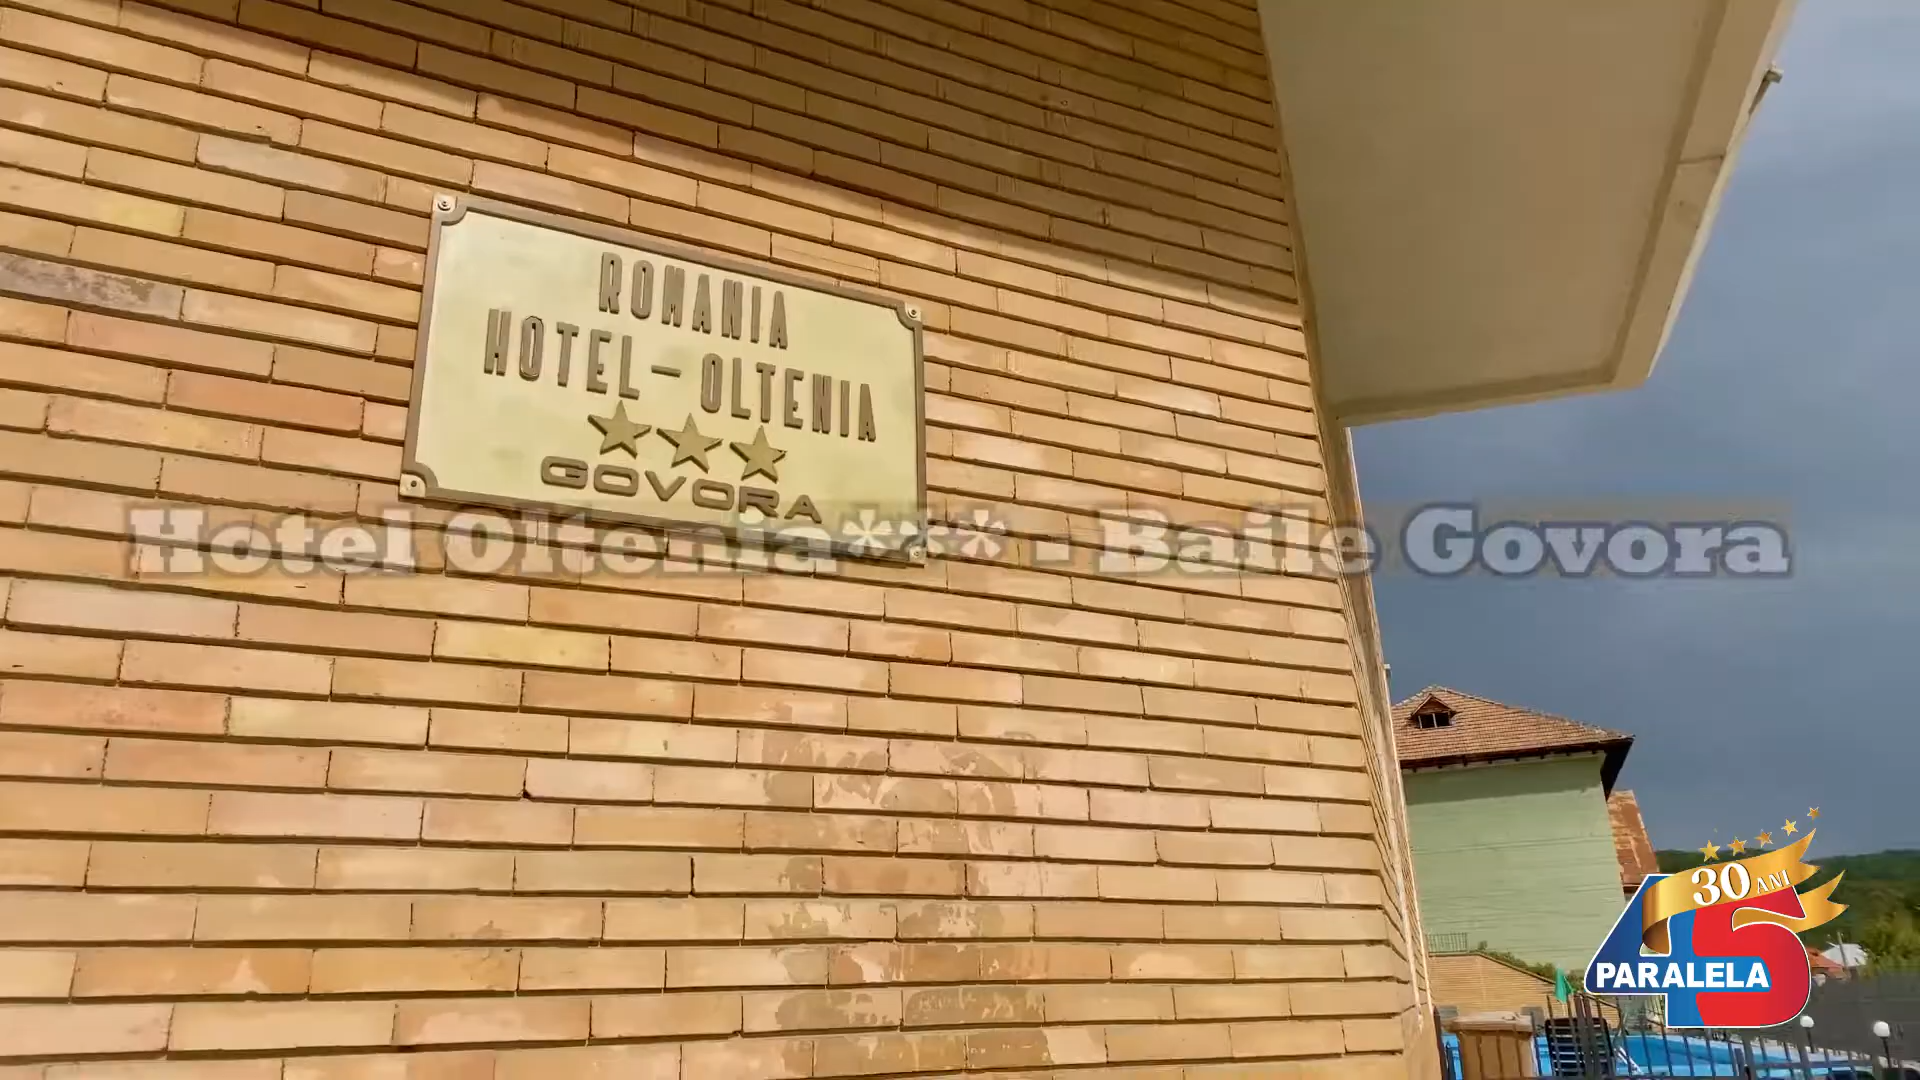 ROMANIA
HOTEL-OLTENIA
GOVORA
Hotel Oltenia*** - Baile Govora
30 ANI
45
PARALELA